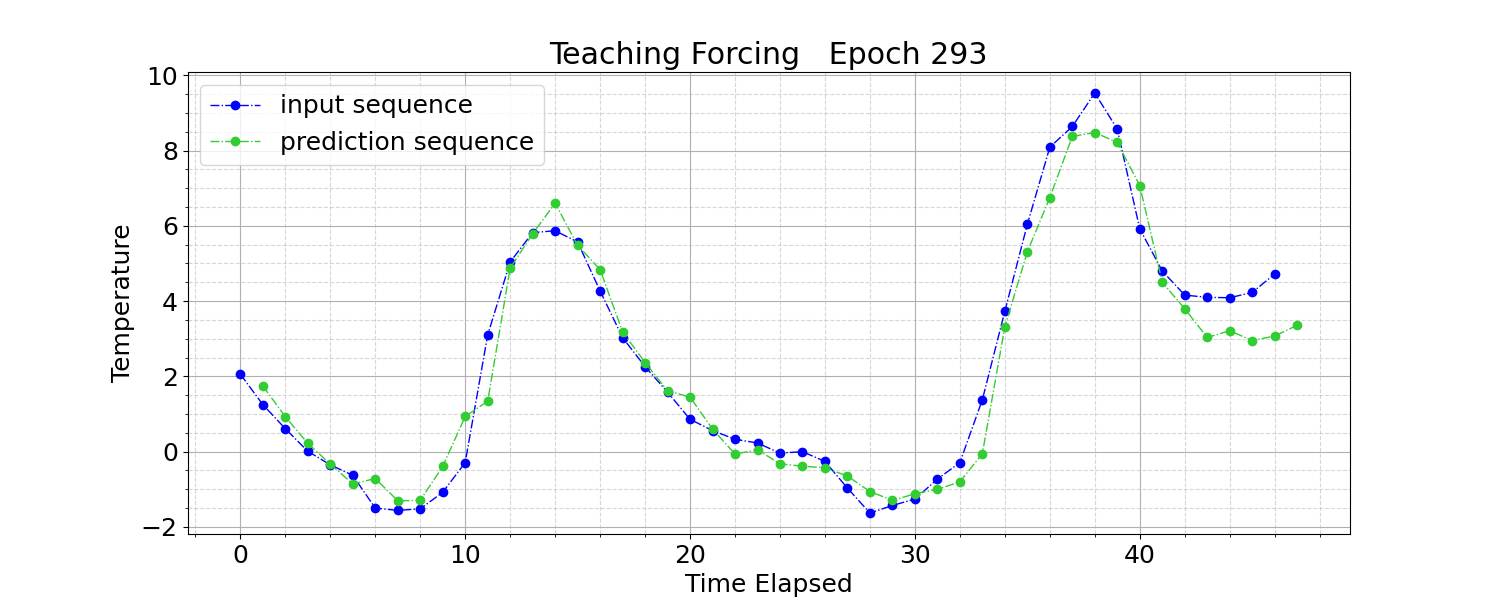 Teaching Forcing   Epoch 293
10
8
6
4
2
0
−2
Temperature
input sequence
prediction sequence
0 10 20 30 40
Time Elapsed